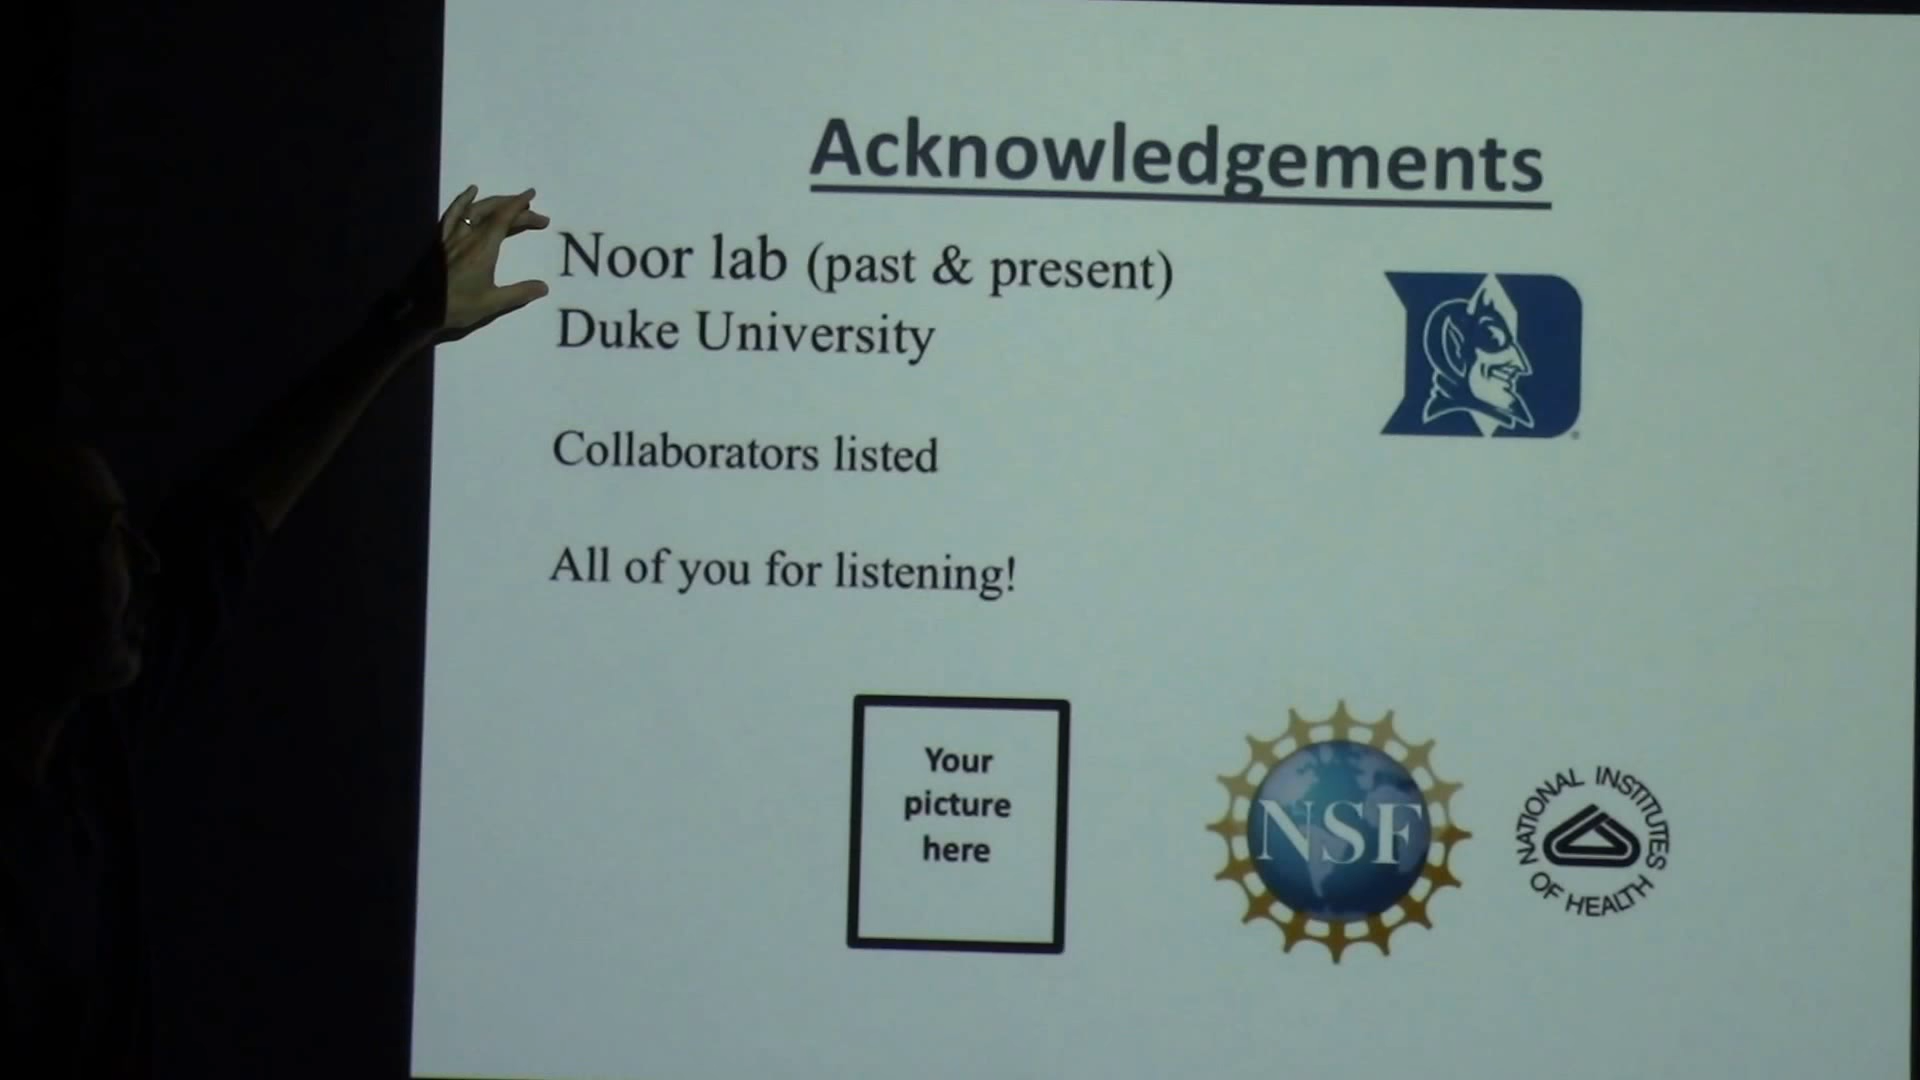 Acknowledgements
Noor lab (past & present)
Duke University
Collaborators listed
All of you for listening!
Your
picture
here
NSF
NATIONAL INSTITUTES
OF HEALTH